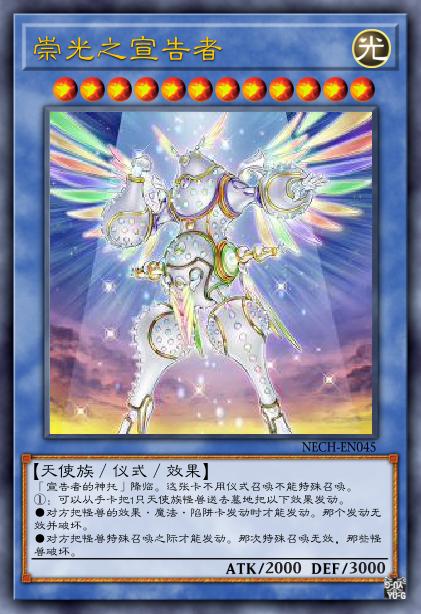 崇光之宣告者
光
NECH-EN045
【天使族／仪式／效果】
「宣告者的神托」降临。这张卡不用仪式召唤不能特殊召唤。
①：可以从手卡把1只天使族怪兽送去墓地把以下效果发动。
●对方把怪兽的效果·魔法·陷阱卡发动时才能发动。那个发动无
效并破坏。
●对方把怪兽特殊召唤之际才能发动。那次特殊召唤无效，那些怪
兽破坏。
ATK/2000 DEF/3000